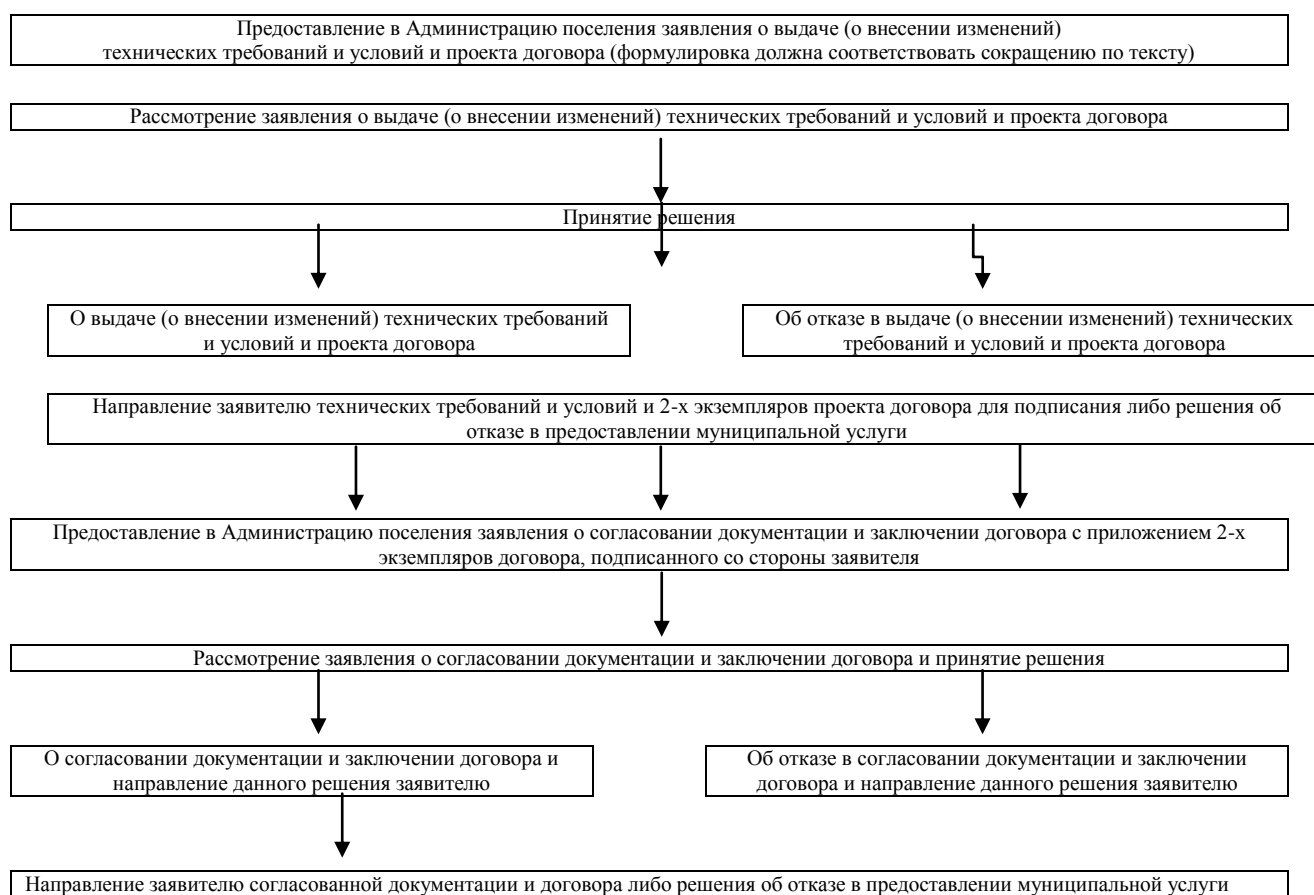 Предоставление в Администрацию поселения заявления о выдаче (о внесении изменений)
технических требований и условий и проекта договора (формулировка должна соответствовать сокращению по тексту)
Рассмотрение заявления о выдаче (о внесении изменений) технических требований и условий и проекта договора
Принятие решения
О выдаче (о внесении изменений) технических требований
и условий и проекта договора
Об отказе в выдаче (о внесении изменений) технических
требований и условий и проекта договора
Направление заявителю технических требований и условий и 2-х экземпляров проекта договора для подписания либо решения об
отказе в предоставлении муниципальной услуги
Предоставление в Администрацию поселения заявления о согласовании документации и заключении договора с приложением 2-х
экземпляров договора, подписанного со стороны заявителя
Рассмотрение заявления о согласовании документации и заключении договора и принятие решения
О согласовании документации и заключении договора и
направление данного решения заявителю
Об отказе в согласовании документации и заключении
договора и направление данного решения заявителю
Направление заявителю согласованной документации и договора либо решения об отказе в предоставлении муниципальной услуги